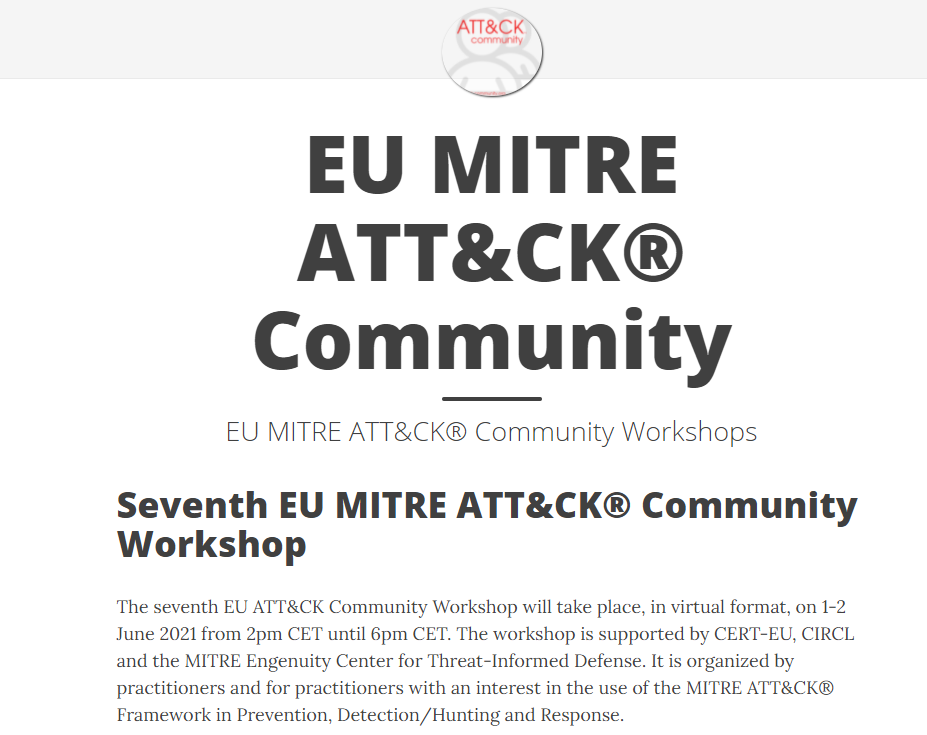 ATT&CK
community
EU MITRE
ATT&CK®
Community
EU MITRE ATT&CK® Community Workshops
Seventh EU MITRE ATT&CK® Community
Workshop
The seventh EU ATT&CK Community Workshop will take place, in virtual format, on 1-2
June 2021 from 2pm CET until 6pm CET. The workshop is supported by CERT-EU, CIRCL
and the MITRE Engenuity Center for Threat-Informed Defense. It is organized by
practitioners and for practitioners with an interest in the use of the MITRE ATT&CK®
Framework in Prevention, Detection/Hunting and Response.